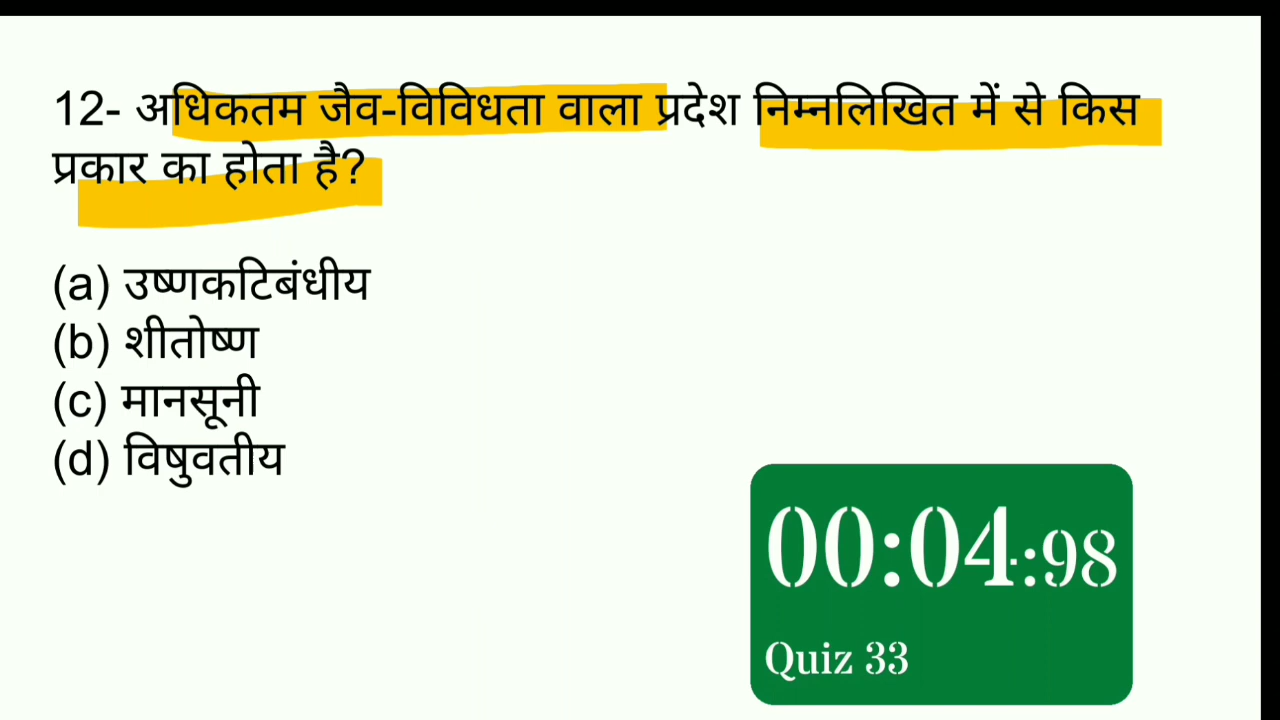 12- अधिकतम जैव-विविधता वाला प्रदेश निम्नलिखित में से किस
प्रकार का होता है?
(a) उष्णकटिबंधीय
(b) शीतोष्ण
(c) मानसूनी
(d) विषुवतीय
00:04:98
Quiz 33